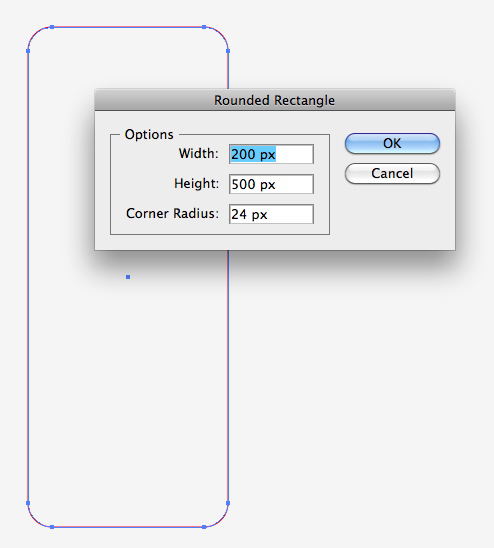 Rounded Rectangle
Options
Width: 200 px
Height: 500 px
Corner Radius: 24 px
OK
Cancel